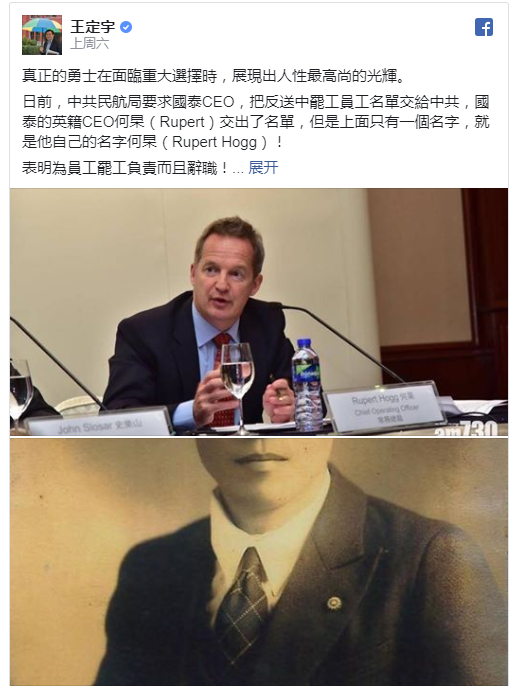 王定宇
上周六
真正的勇士在面臨重大選擇時，展現出人性最高尚的光輝。
日前，中共民航局要求國泰CEO，把反送中罷工員工名單交給中共，國
泰的英籍CEO何杲（Rupert）交出了名單，但是上面只有一個名字，就
是他自己的名字何杲（Rupert Hogg）！
表明為員工罷工負責而且辭職！... 展开
John Slosar 史樂山
Rupert Hogg 何杲
Chief Operating Officer
常務總裁
am730